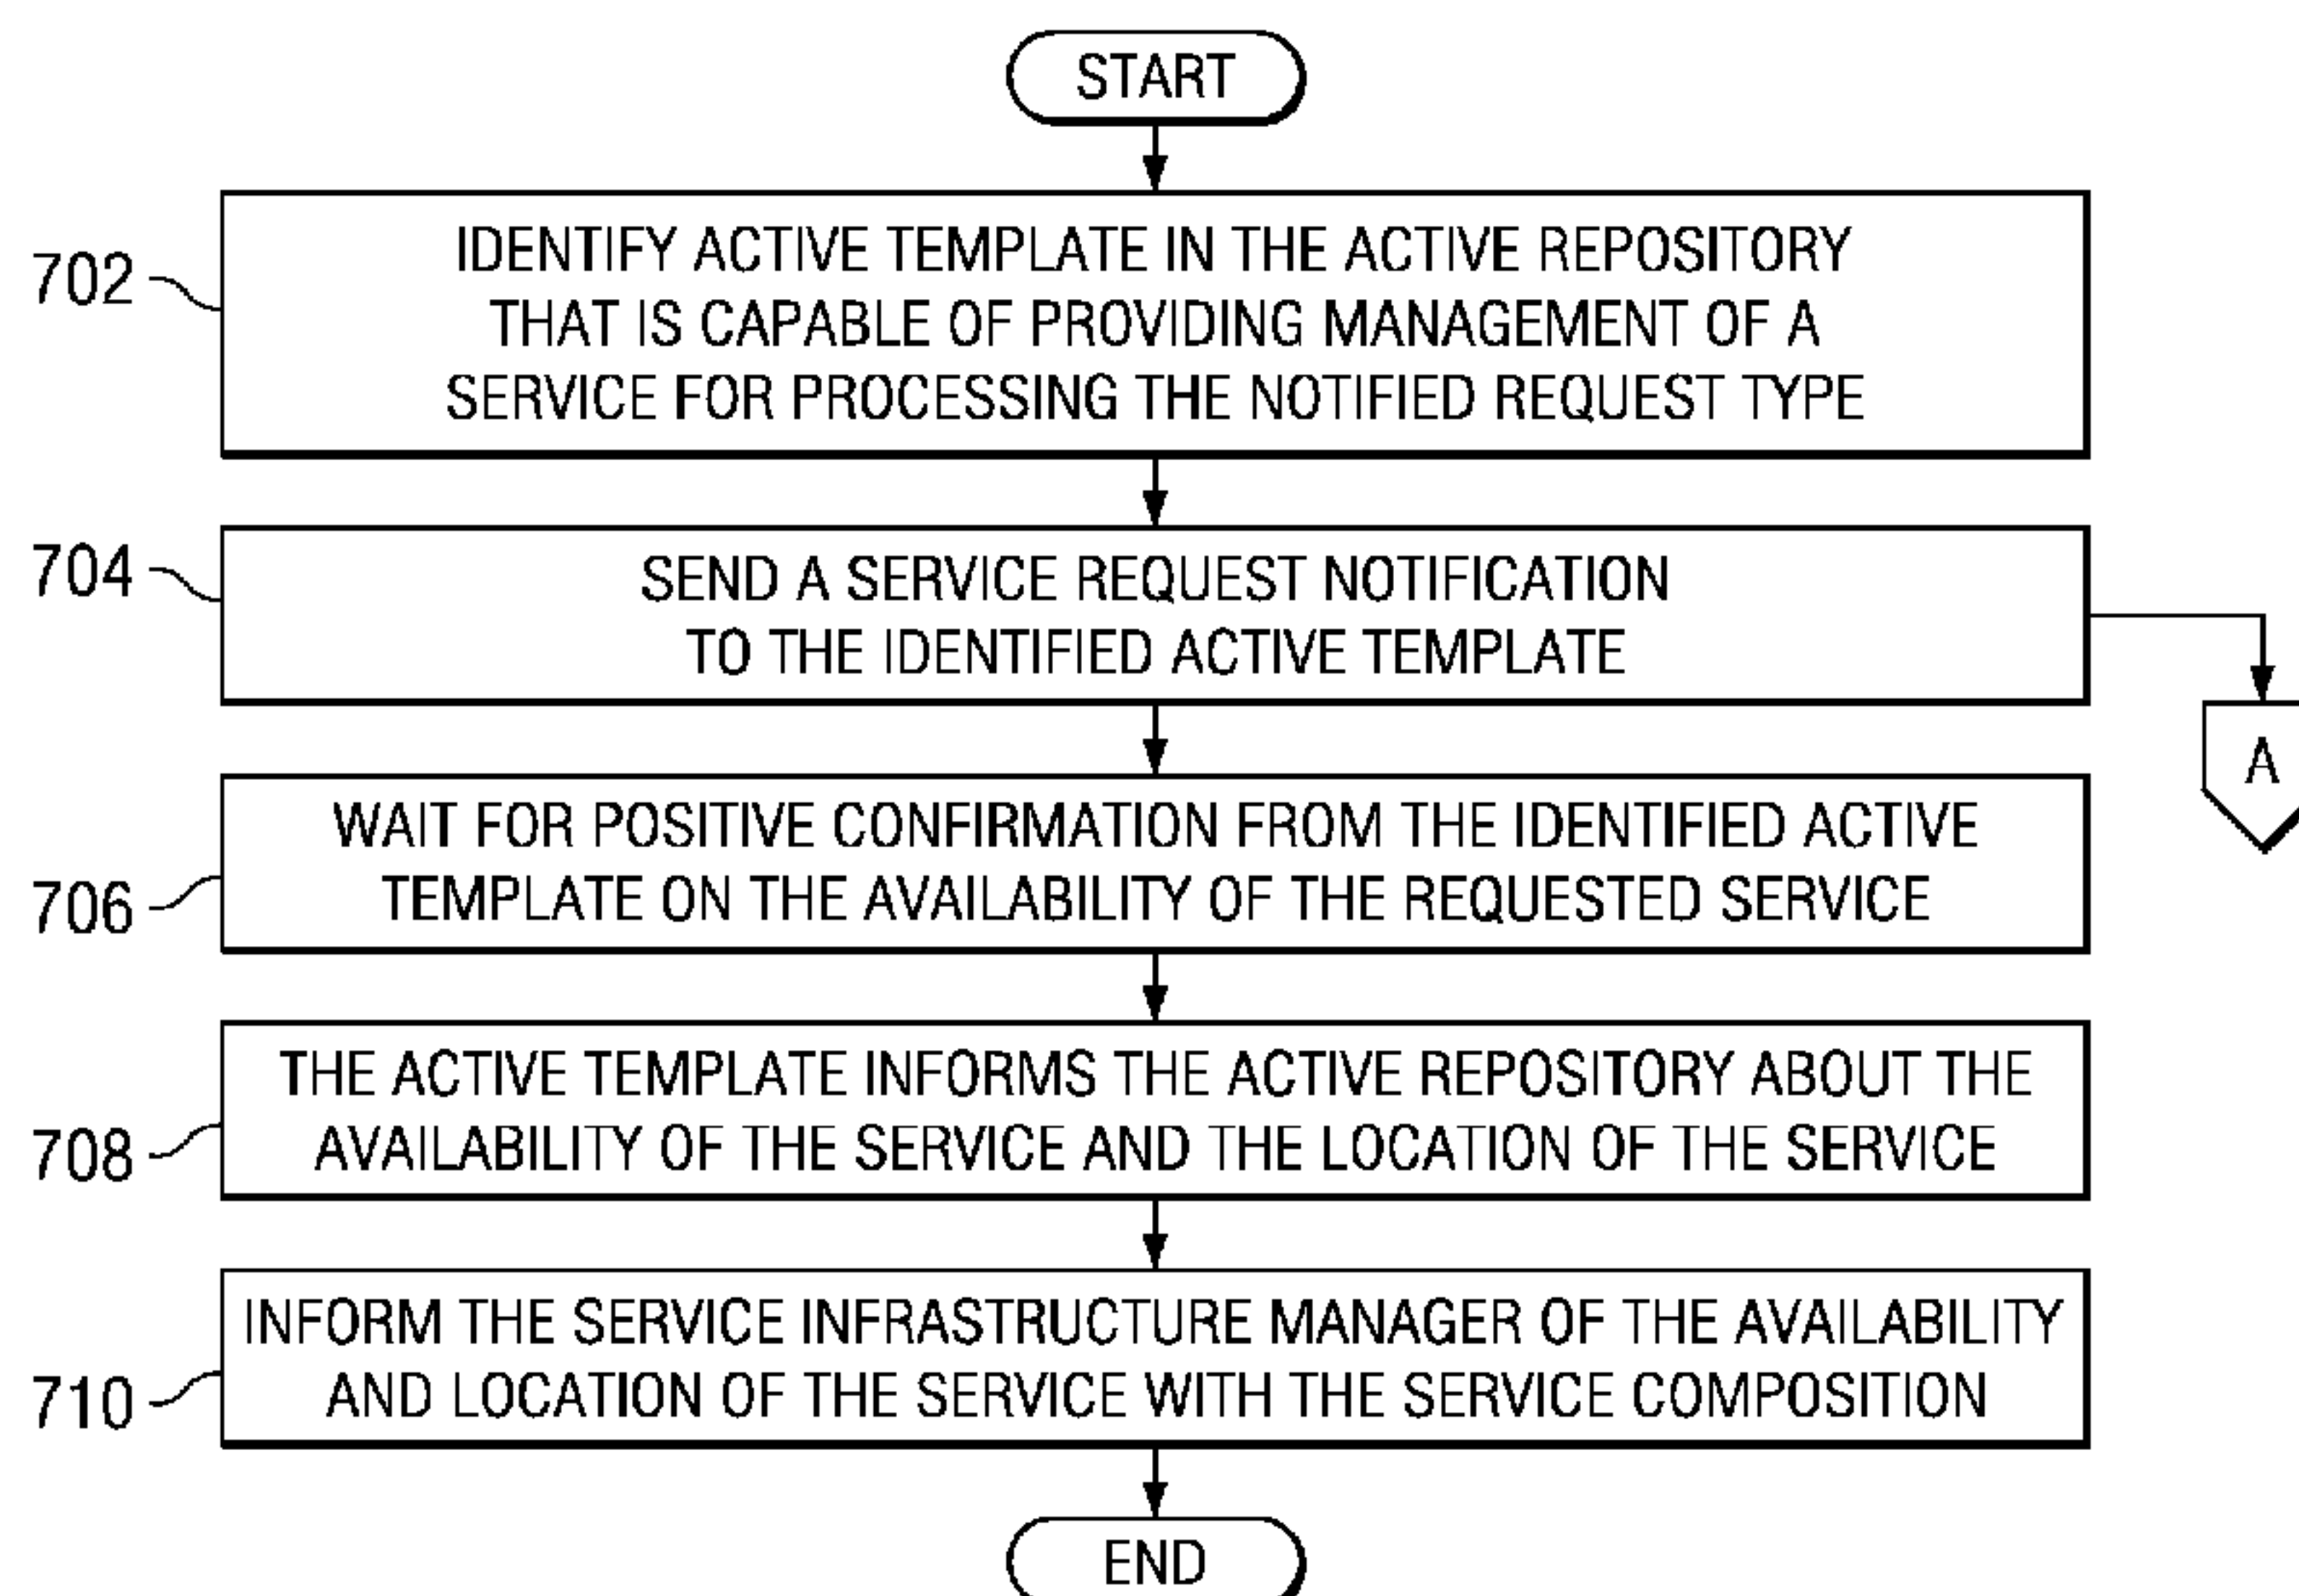 START
702
IDENTIFY ACTIVE TEMPLATE IN THE ACTIVE REPOSITORY
THAT IS CAPABLE OF PROVIDING MANAGEMENT OF A
SERVICE FOR PROCESSING THE NOTIFIED REQUEST TYPE
704
SEND A SERVICE REQUEST NOTIFICATION
TO THE IDENTIFIED ACTIVE TEMPLATE
A
706
WAIT FOR POSITIVE CONFIRMATION FROM THE IDENTIFIED ACTIVE
TEMPLATE ON THE AVAILABILITY OF THE REQUESTED SERVICE
708
THE ACTIVE TEMPLATE INFORMS THE ACTIVE REPOSITORY ABOUT THE
AVAILABILITY OF THE SERVICE AND THE LOCATION OF THE SERVICE
710
INFORM THE SERVICE INFRASTRUCTURE MANAGER OF THE AVAILABILITY
AND LOCATION OF THE SERVICE WITH THE SERVICE COMPOSITION
END